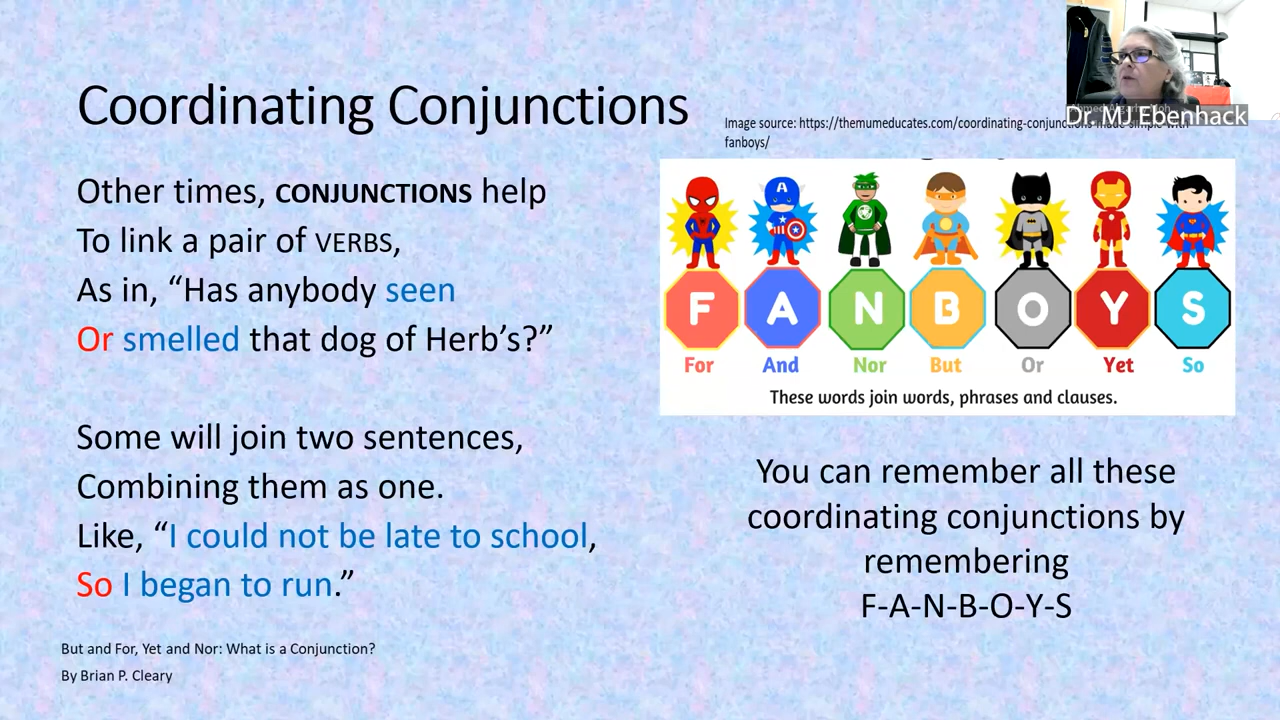 Coordinating Conjunctions
Dr. MJ Ebenhack
Image source: https://themumeducates.com/coordinating-conjunctions-made-simple-with-
fanboys/
Other times, CONJUNCTIONS help
To link a pair of VERBS,
As in, “Has anybody seen
Or smelled that dog of Herb’s?”
Some will join two sentences,
Combining them as one.
Like, “I could not be late to school,
So I began to run.”
But and For, Yet and Nor: What is a Conjunction?
By Brian P. Cleary
A
F A N B O Y S
For And Nor But Or Yet So
These words join words, phrases and clauses.
You can remember all these
coordinating conjunctions by
remembering
F-A-N-B-O-Y-S